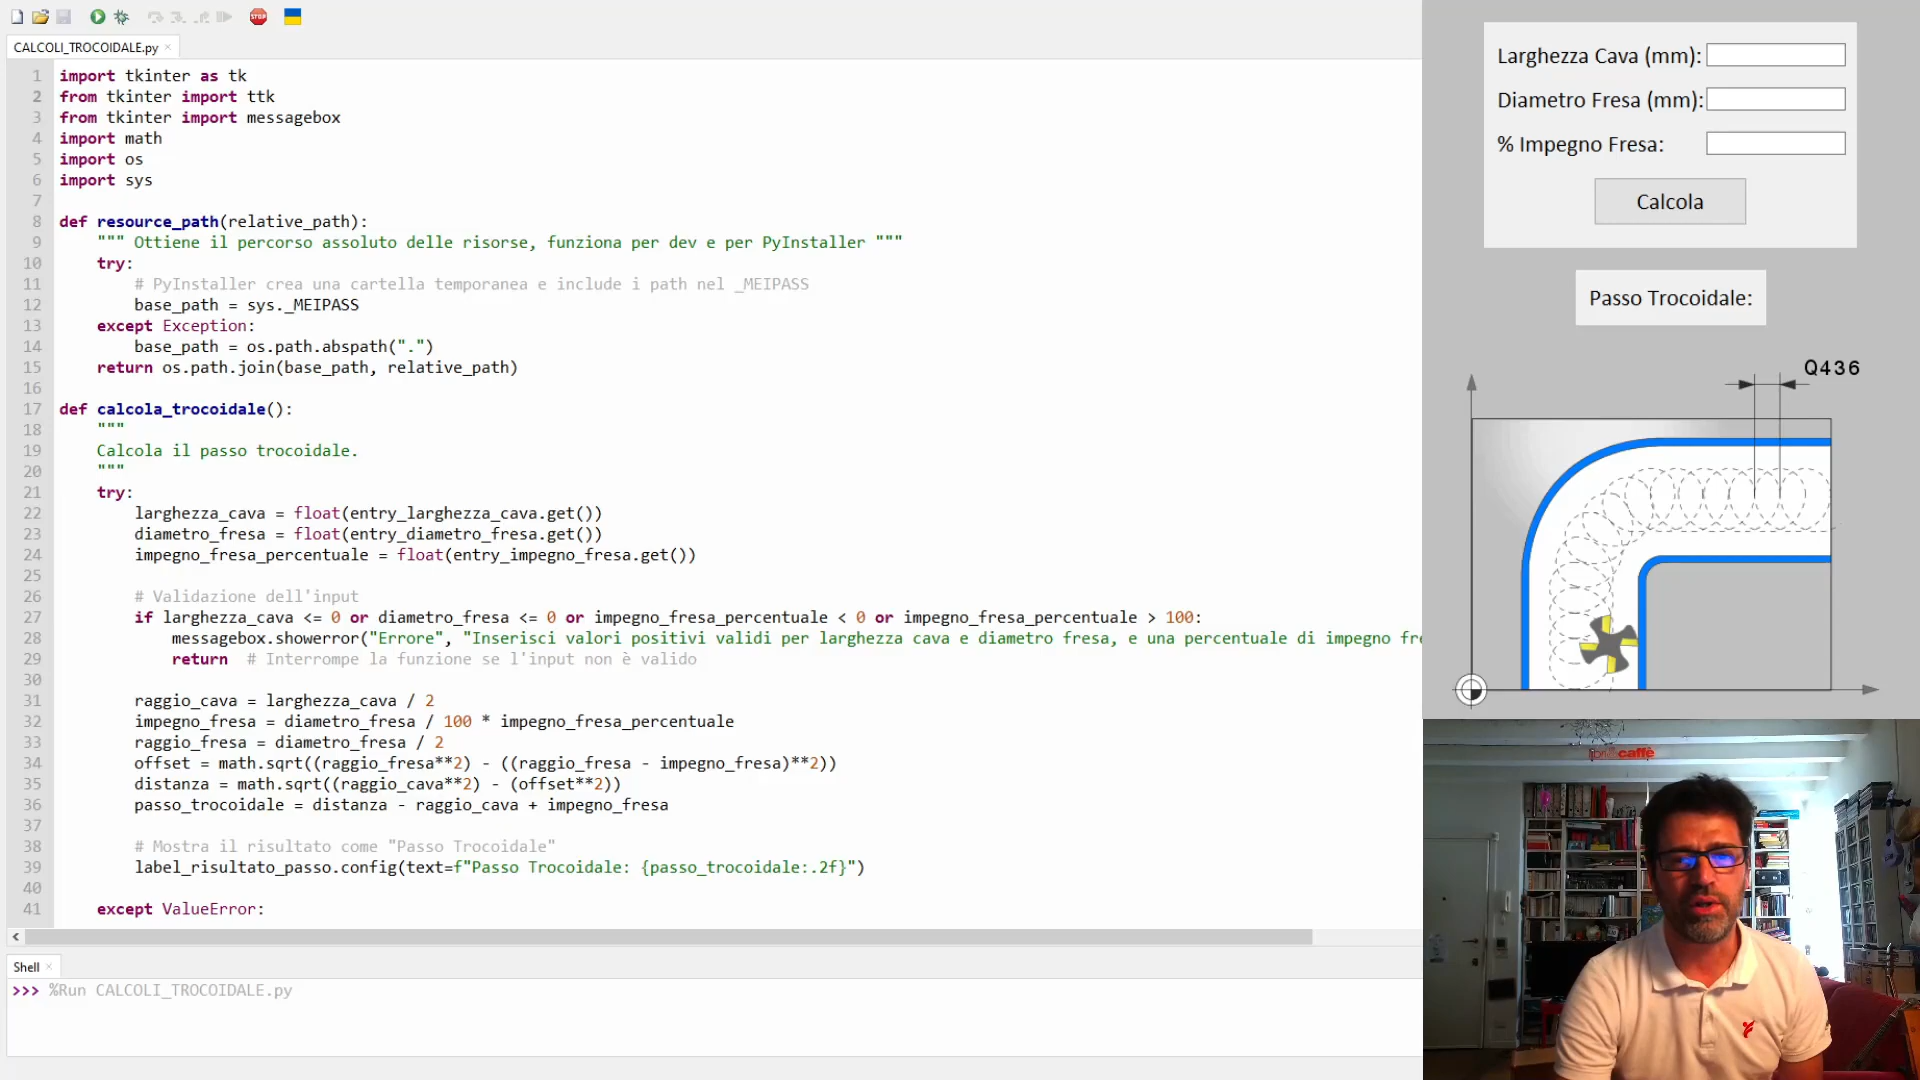 STOP
CALCOLI_TROCOIDALE.py ×
1 import tkinter as tk
2 from tkinter import ttk
3 from tkinter import messagebox
4 import math
5 import os
6 import sys
7
8 def resource_path(relative_path):
9 """ Ottiene il percorso assoluto delle risorse, funziona per dev e per PyInstaller """
10 try:
11 # PyInstaller crea una cartella temporanea e include i path nel _MEIPASS
12 base_path = sys._MEIPASS
13 except Exception:
14 base_path = os.path.abspath(".")
15 return os.path.join(base_path, relative_path)
16
17 def calcola_trocoidale():
18 """
19 Calcola il passo trocoidale.
20 """
21 try:
22 larghezza_cava = float(entry_larghezza_cava.get())
23 diametro_fresa = float(entry_diametro_fresa.get())
24 impegno_fresa_percentuale = float(entry_impegno_fresa.get())
25
26 # Validazione dell'input
27 if larghezza_cava <= 0 or diametro_fresa <= 0 or impegno_fresa_percentuale < 0 or impegno_fresa_percentuale > 100:
28 messagebox.showerror("Errore", "Inserisci valori positivi validi per larghezza cava e diametro fresa, e una percentuale di impegno fre
29 return # Interrompe la funzione se l'input non è valido
30
31 raggio_cava = larghezza_cava / 2
32 impegno_fresa = diametro_fresa / 100 * impegno_fresa_percentuale
33 raggio_fresa = diametro_fresa / 2
34 offset = math.sqrt((raggio_fresa**2) - ((raggio_fresa - impegno_fresa)**2))
35 distanza = math.sqrt((raggio_cava**2) - (offset**2))
36 passo_trocoidale = distanza - raggio_cava + impegno_fresa
37
38 # Mostra il risultato come "Passo Trocoidale"
39 label_risultato_passo.config(text=f"Passo Trocoidale: {passo_trocoidale:.2f}")
40
41 except ValueError:
Shell ×
>>> %Run CALCOLI_TROCOIDALE.py
Larghezza Cava (mm):
Diametro Fresa (mm):
% Impegno Fresa:
Calcola
Passo Trocoidale:
Q436
caffè